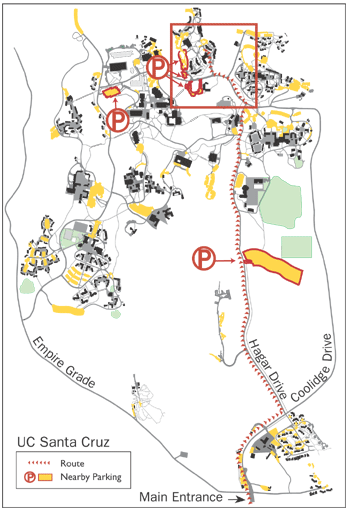 P
P
P
Empire Grade
Hagar Drive
Coolidge Drive
UC Santa Cruz
Route
P Nearby Parking
Main Entrance